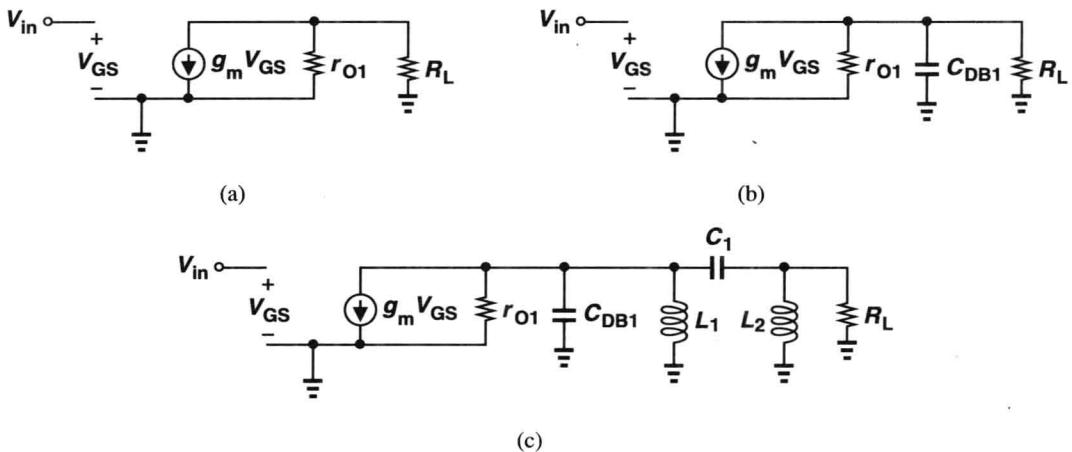 V_in + V_GS − g_m V_GS r_O1 R_L
(a)
V_in + V_GS − g_m V_GS r_O1 C_DB1 R_L
(b)
V_in + V_GS − g_m V_GS r_O1 C_DB1 L_1 C_1 L_2 R_L
(c)